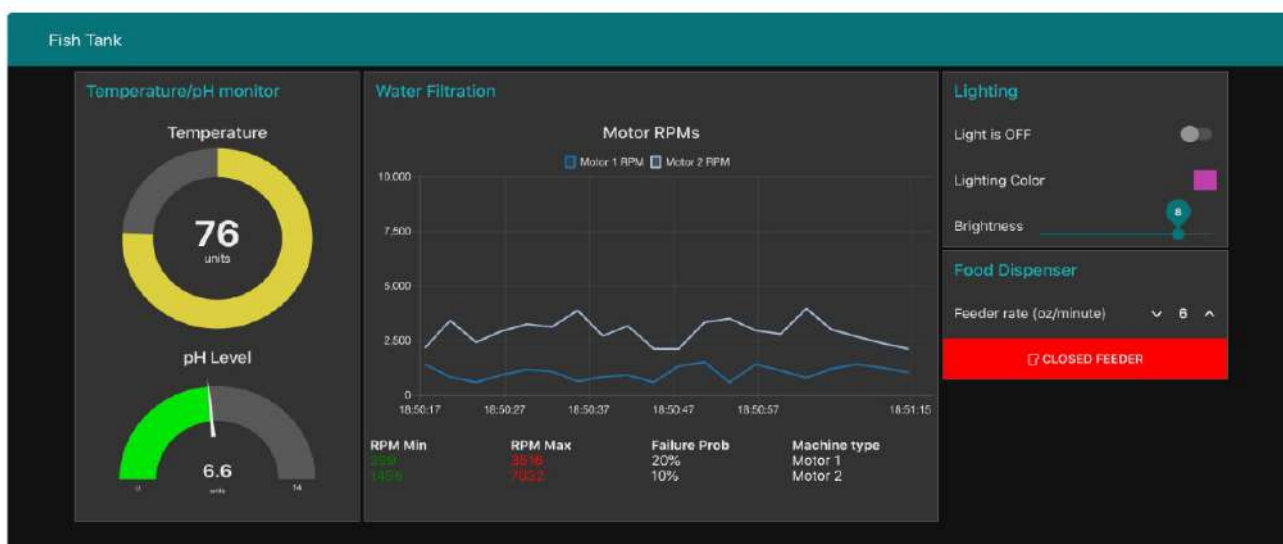 Fish Tank
Temperature/pH monitor
Temperature
76
units
pH Level
6.6
units
0
14
Water Filtration
Motor RPMs
Motor 1 RPM Motor 2 RPM
10.000
7,500
5,000
2.500
0
18:50:17 18:50:27 18:50:37 18:50:47 18:50:57 18:51:15
RPM Min RPM Max Failure Prob Machine type
3516 20% Motor 1
7032 10% Motor 2
Lighting
Light is OFF
Lighting Color
8
Brightness
Food Dispenser
Feeder rate (oz/minute) 6
CLOSED FEEDER